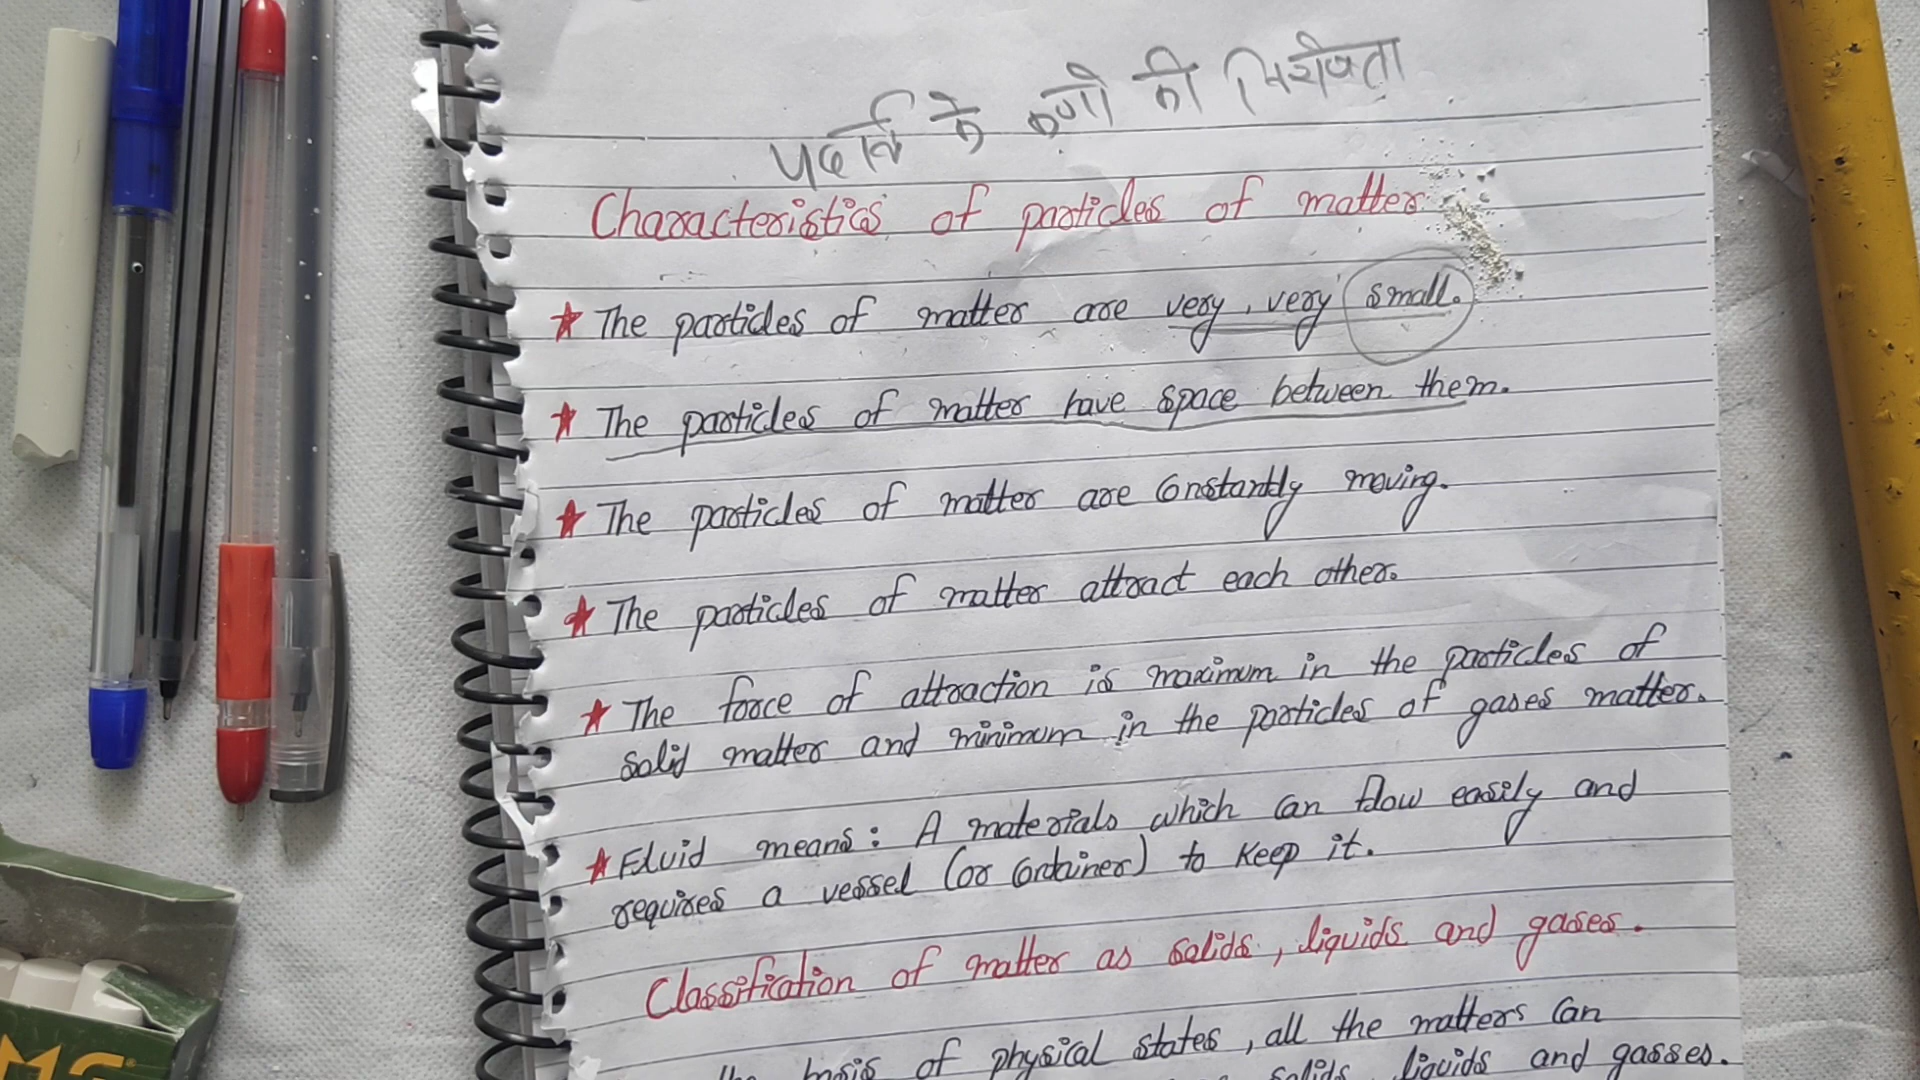 पदार्थ के कणो की विशेषता
Characteristics of particles of matter
The particles of matter are very, very small.
The particles of matter have space between them.
The particles of matter are constantly moving.
The particles of matter attract each other.
The force of attraction is maximum in the particles of
solid matter and minimum in the particles of gases matter.
Fluid means: A materials which can flow easily and
requires a vessel (or container) to keep it.
Classification of matter as solids, liquids and gases.
the basis of physical states, all the matters can
solids, liquids and gasses.